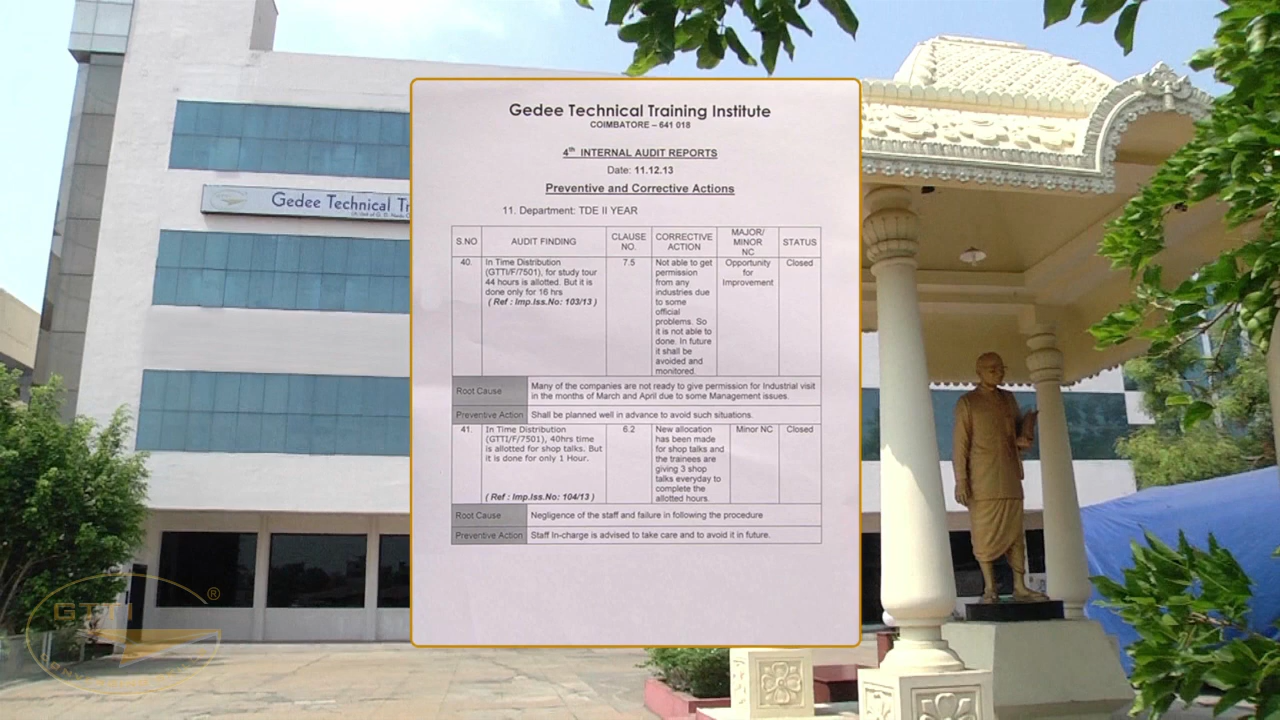 Gedee Technical Tr
Gedee Technical Training Institute
COIMBATORE – 641 018
4th INTERNAL AUDIT REPORTS
Date: 11.12.13
Preventive and Corrective Actions
11. Department: TDE II YEAR
S.NO AUDIT FINDING CLAUSE NO. CORRECTIVE ACTION MAJOR/ MINOR NC STATUS
40. In Time Distribution 7.5 Not able to get Opportunity Closed
(GTTI/F/7501), for study tour permission for
44 hours is allotted. But it is from any Improvement
done only for 16 hrs industries due
( Ref : Imp.Iss.No: 103/13 ) to some
official
problems. So
it is not able to
done. In future
it shall be
avoided and
monitored.
Root Cause Many of the companies are not ready to give permission for Industrial visit
in the months of March and April due to some Management issues.
Preventive Action Shall be planned well in advance to avoid such situations.
41. In Time Distribution 6.2 New allocation Minor NC Closed
(GTTI/F/7501), 40hrs time has been made
is allotted for shop talks. But for shop talks and
it is done for only 1 Hour. the trainees are
giving 3 shop
talks everyday to
complete the
( Ref : Imp.Iss.No: 104/13 ) allotted hours.
Root Cause Negligence of the staff and failure in following the procedure
Preventive Action Staff In-charge is advised to take care and to avoid it in future.
GTTI ®